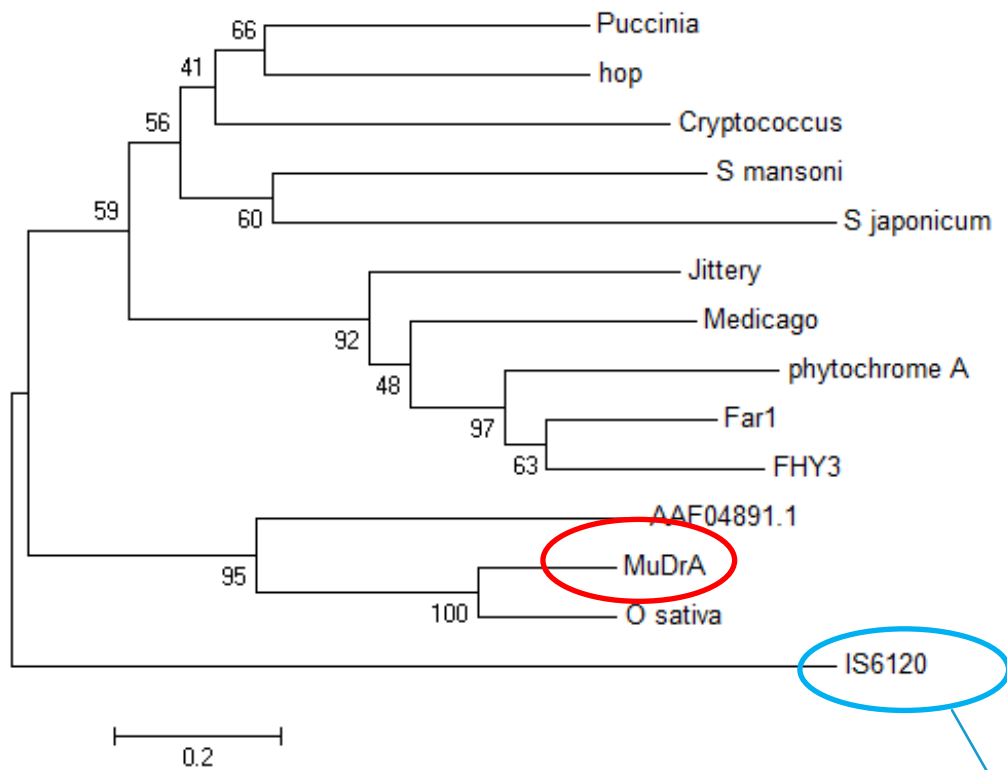 66
Puccinia
hop
41
Cryptococcus
56
S mansoni
60
S japonicum
59
Jittery
92
Medicago
48
phytochrome A
97
Far1
63
FHY3
AAF04891.1
95
MuDrA
100
O sativa
IS6120
0.2